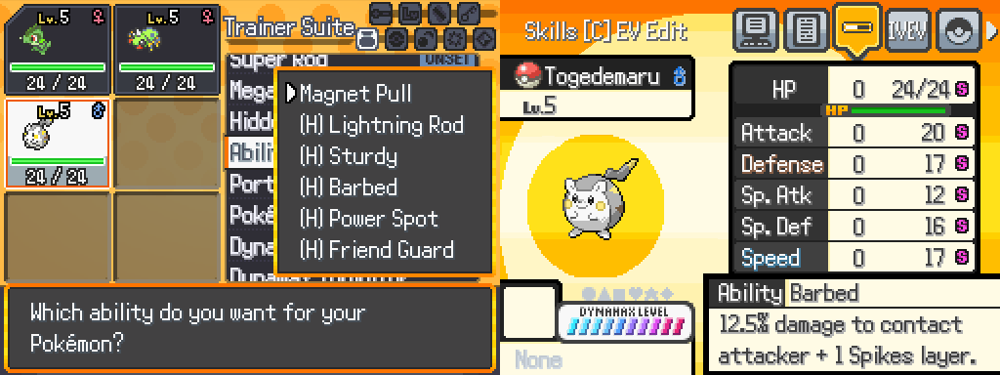 Lv.5
24/24
Lv.5
24/24
Lv.5
24/24
Trainer Suite
Super Rod
UNSET
Mega
Hidd
Abili
Port
Poké
Dyna
Magnet Pull
(H) Lightning Rod
(H) Sturdy
(H) Barbed
(H) Power Spot
(H) Friend Guard
Which ability do you want for your
Pokémon?
Skills [C] EV Edit
IVEV
Togedemaru
Lv.5
HP 0 24/24 S
HP
Attack 0 20 S
Defense 0 17 S
Sp. Atk 0 12 S
Sp. Def 0 16 S
Speed 0 17 S
DYNAMAX LEVEL
None
Ability Barbed
12.5% damage to contact
attacker + 1 Spikes layer.